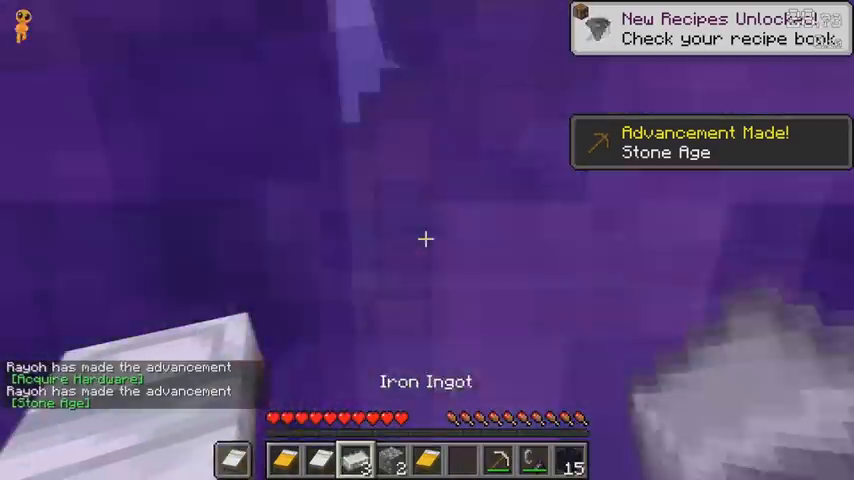 New Recipes Unlocked!
Check your recipe book
Advancement Made!
Stone Age
Rayoh has made the advancement
[Acquire Hardware]
Rayoh has made the advancement
[Stone Age]
Iron Ingot
3
2
15